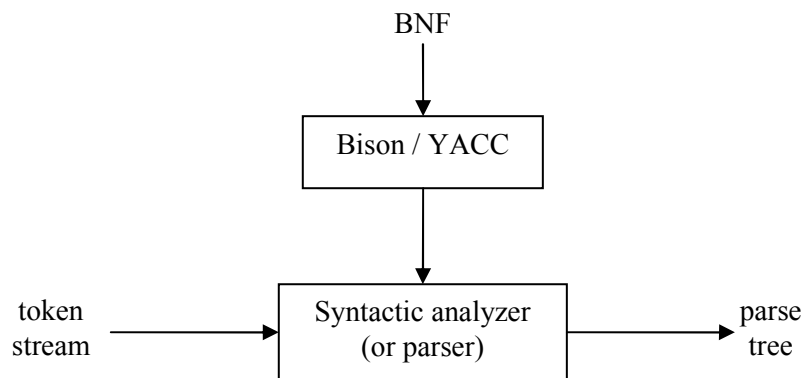 BNF
Bison / YACC
token
stream
Syntactic analyzer
(or parser)
parse
tree